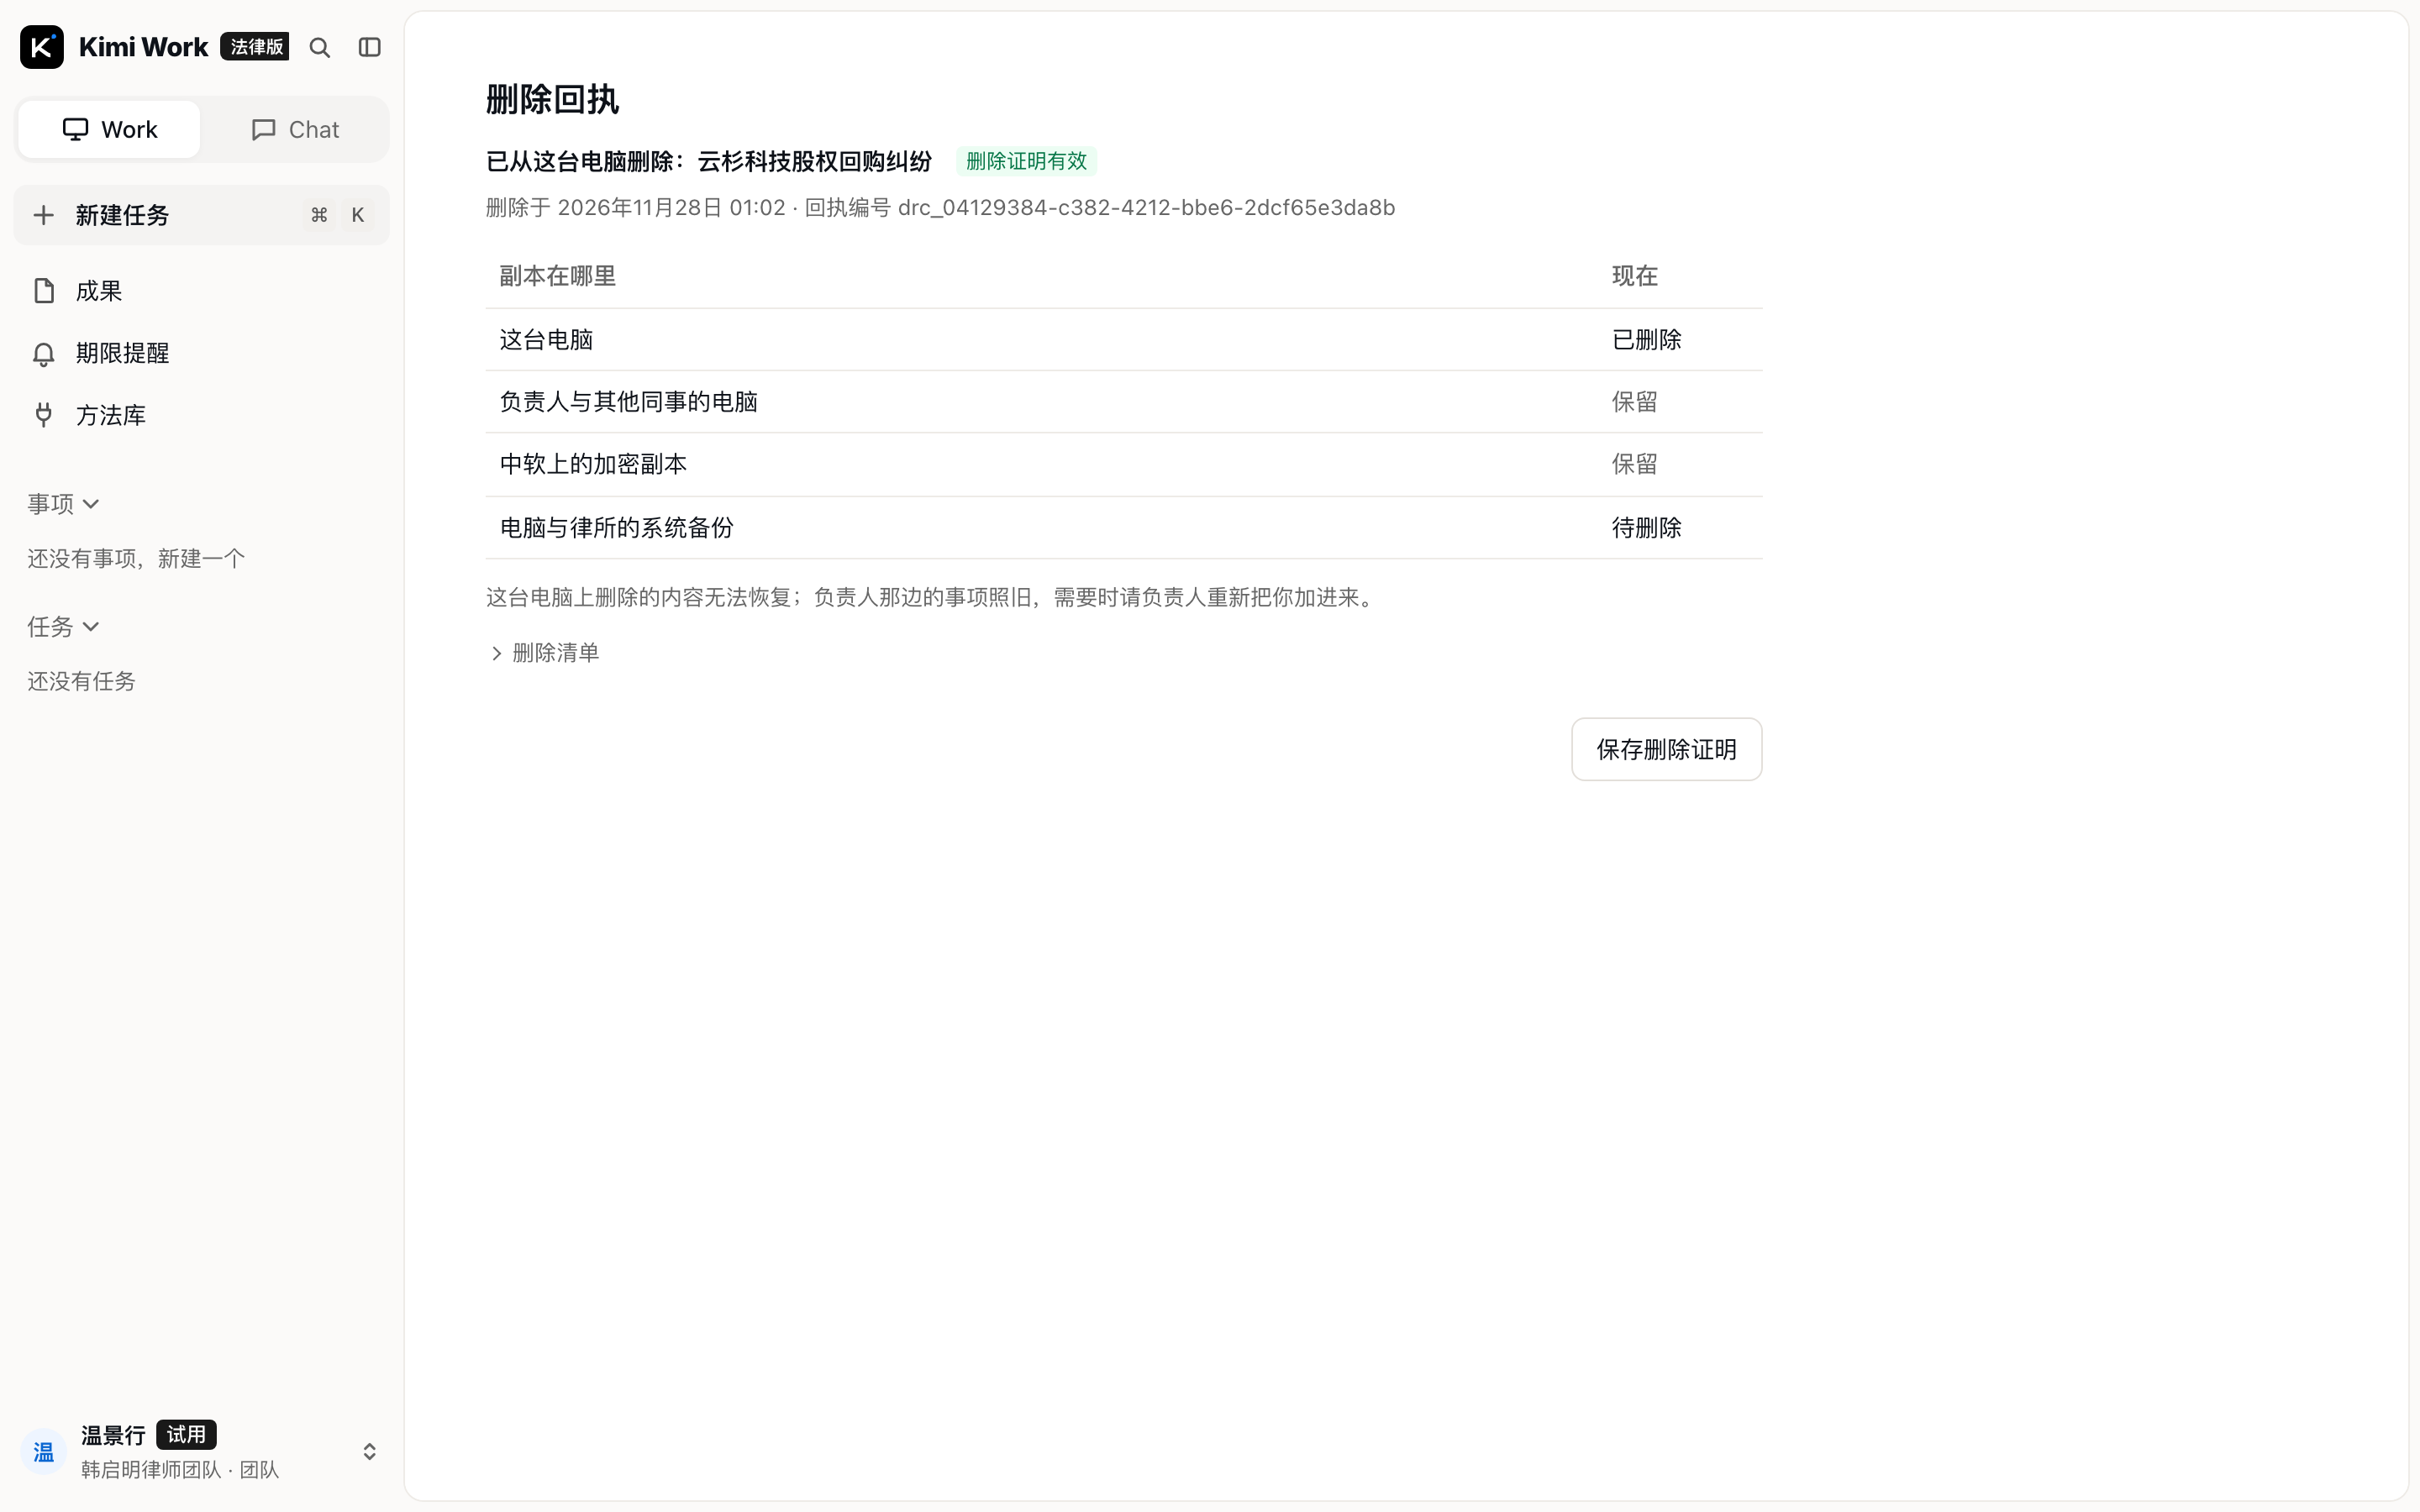 Kimi Work 法律版
Work
Chat
新建任务 ⌘ K
成果
期限提醒
方法库
事项
还没有事项，新建一个
任务
还没有任务
温 温景行 试用
韩启明律师团队 · 团队
删除回执
已从这台电脑删除：云杉科技股权回购纠纷 删除证明有效
删除于 2026年11月28日 01:02 · 回执编号 drc_04129384-c382-4212-bbe6-2dcf65e3da8b
副本在哪里 现在
这台电脑 已删除
负责人与其他同事的电脑 保留
中软上的加密副本 保留
电脑与律所的系统备份 待删除
这台电脑上删除的内容无法恢复；负责人那边的事项照旧，需要时请负责人重新把你加进来。
删除清单
保存删除证明